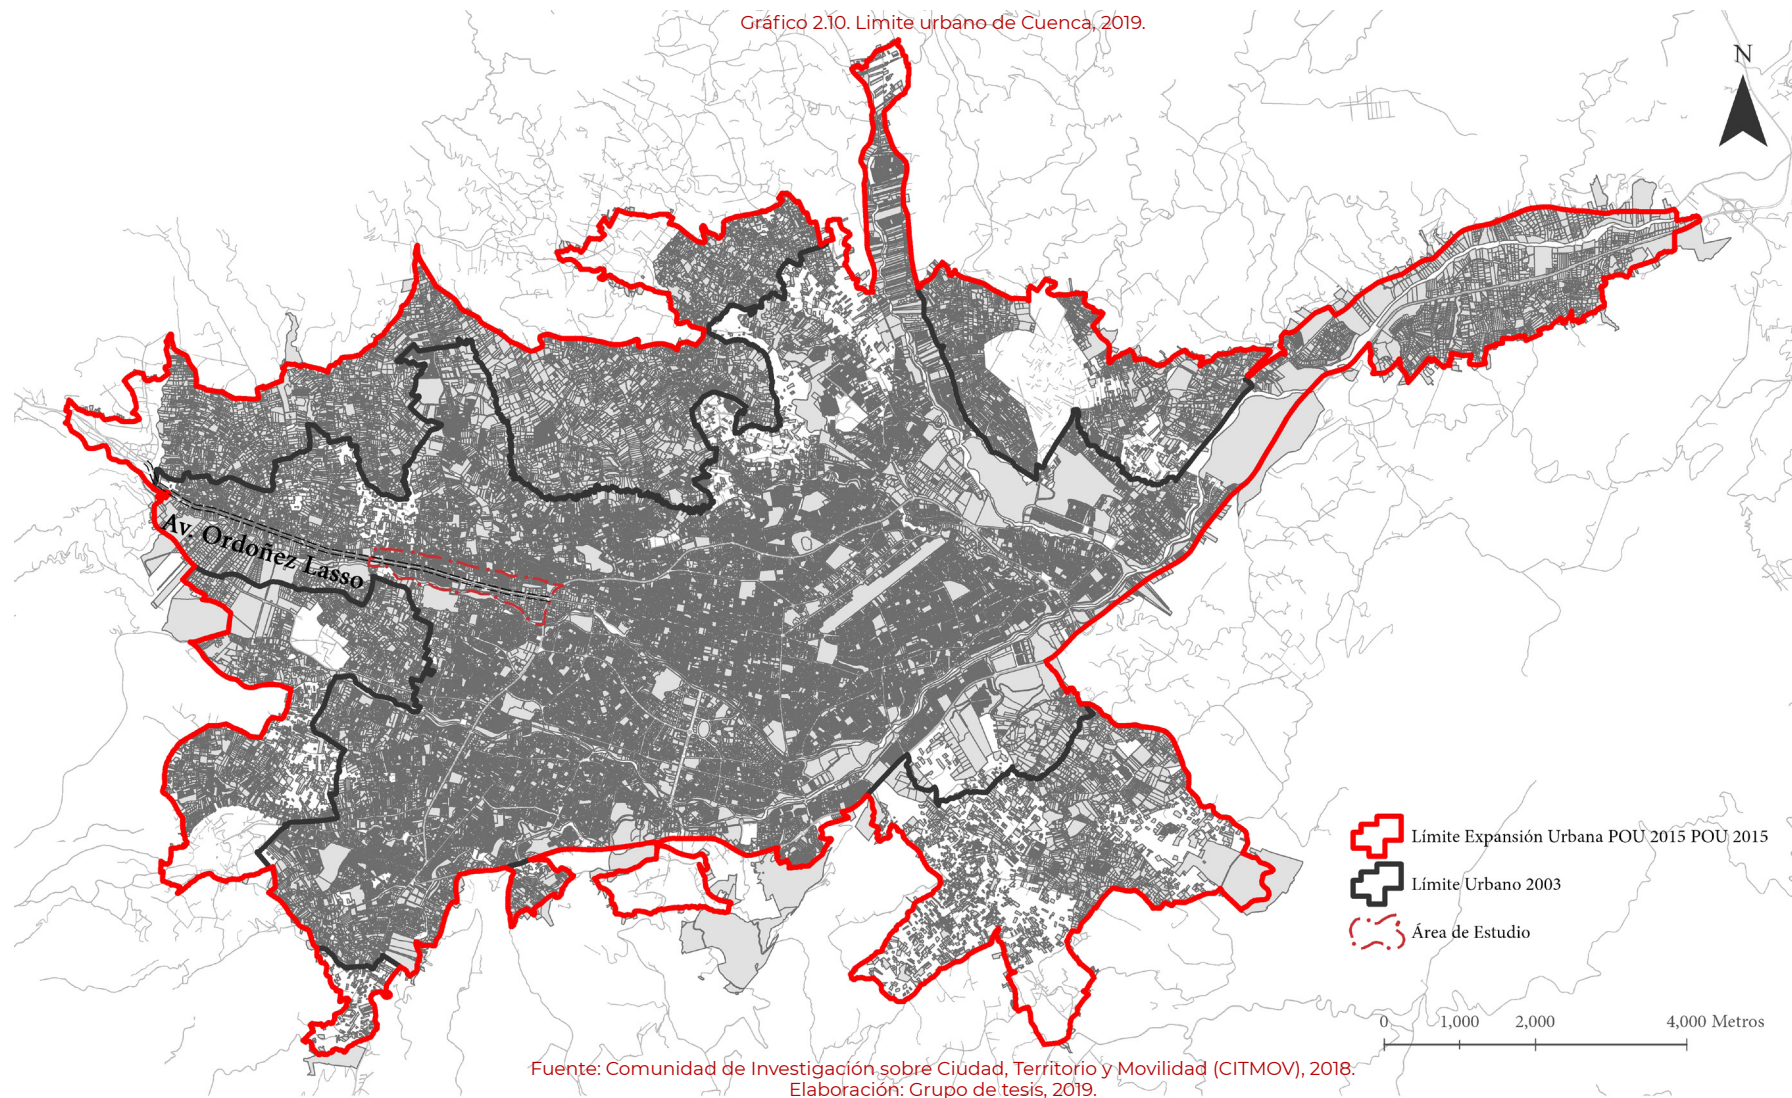 Gráfico 2.10. Limite urbano de Cuenca, 2019.
N
Av. Ordoñez Lasso
Límite Expansión Urbana POU 2015 POU 2015
Límite Urbano 2003
Área de Estudio
0 1,000 2,000 4,000 Metros
Fuente: Comunidad de Investigación sobre Ciudad, Territorio y Movilidad (CITMOV), 2018.
Elaboración: Grupo de tesis, 2019.